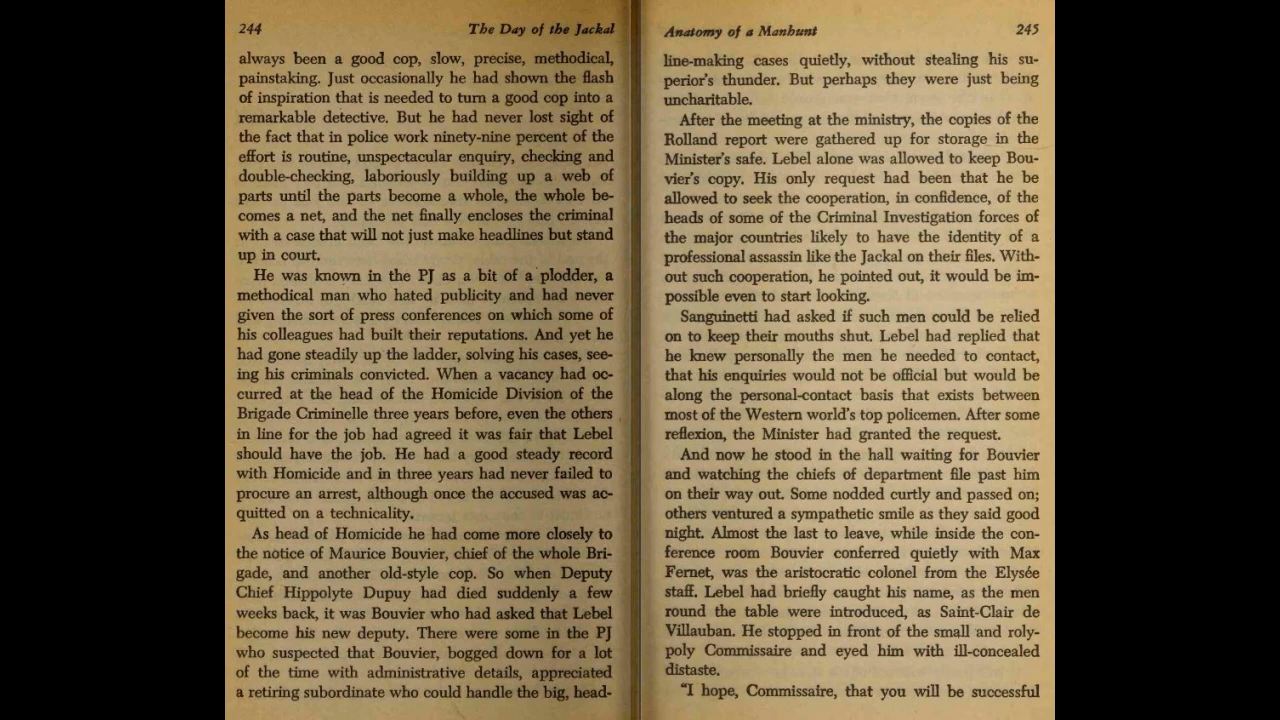 244
The Day of the Jackal
always been a good cop, slow, precise, methodical,
painstaking. Just occasionally he had shown the flash
of inspiration that is needed to turn a good cop into a
remarkable detective. But he had never lost sight of
the fact that in police work ninety-nine percent of the
effort is routine, unspectacular enquiry, checking and
double-checking, laboriously building up a web of
parts until the parts become a whole, the whole be-
comes a net, and the net finally encloses the criminal
with a case that will not just make headlines but stand
up in court.
He was known in the PJ as a bit of a plodder, a
methodical man who hated publicity and had never
given the sort of press conferences on which some of
his colleagues had built their reputations. And yet he
had gone steadily up the ladder, solving his cases, see-
ing his criminals convicted. When a vacancy had oc-
curred at the head of the Homicide Division of the
Brigade Criminelle three years before, even the others
in line for the job had agreed it was fair that Lebel
should have the job. He had a good steady record
with Homicide and in three years had never failed to
procure an arrest, although once the accused was ac-
quitted on a technicality.
As head of Homicide he had come more closely to
the notice of Maurice Bouvier, chief of the whole Bri-
gade, and another old-style cop. So when Deputy
Chief Hippolyte Dupuy had died suddenly a few
weeks back, it was Bouvier who had asked that Lebel
become his new deputy. There were some in the PJ
who suspected that Bouvier, bogged down for a lot
of the time with administrative details, appreciated
a retiring subordinate who could handle the big, head-
Anatomy of a Manhunt
245
line-making cases quietly, without stealing his su-
perior's thunder. But perhaps they were just being
uncharitable.
After the meeting at the ministry, the copies of the
Rolland report were gathered up for storage in the
Minister's safe. Lebel alone was allowed to keep Bou-
vier's copy. His only request had been that he be
allowed to seek the cooperation, in confidence, of the
heads of some of the Criminal Investigation forces of
the major countries likely to have the identity of a
professional assassin like the Jackal on their files. With-
out such cooperation, he pointed out, it would be im-
possible even to start looking.
Sanguinetti had asked if such men could be relied
on to keep their mouths shut. Lebel had replied that
he knew personally the men he needed to contact,
that his enquiries would not be official but would be
along the personal-contact basis that exists between
most of the Western world's top policemen. After some
reflexion, the Minister had granted the request.
And now he stood in the hall waiting for Bouvier
and watching the chiefs of department file past him
on their way out. Some nodded curtly and passed on;
others ventured a sympathetic smile as they said good
night. Almost the last to leave, while inside the con-
ference room Bouvier conferred quietly with Max
Fernet, was the aristocratic colonel from the Elysée
staff. Lebel had briefly caught his name, as the men
round the table were introduced, as Saint-Clair de
Villauban. He stopped in front of the small and roly-
poly Commissaire and eyed him with ill-concealed
distaste.
"I hope, Commissaire, that you will be successful